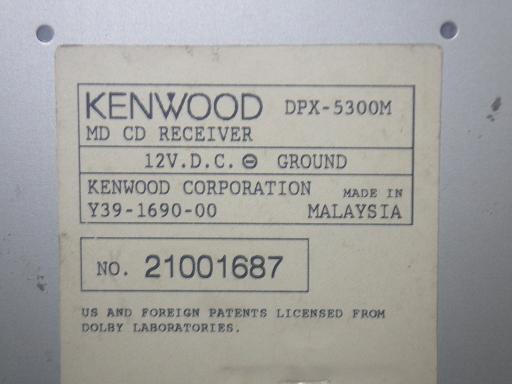 KENWOOD DPX-5300M
MD CD RECEIVER
12V.D.C. ⊖ GROUND
KENWOOD CORPORATION MADE IN
Y39-1690-00 MALAYSIA
NO. 21001687
US AND FOREIGN PATENTS LICENSED FROM
DOLBY LABORATORIES.